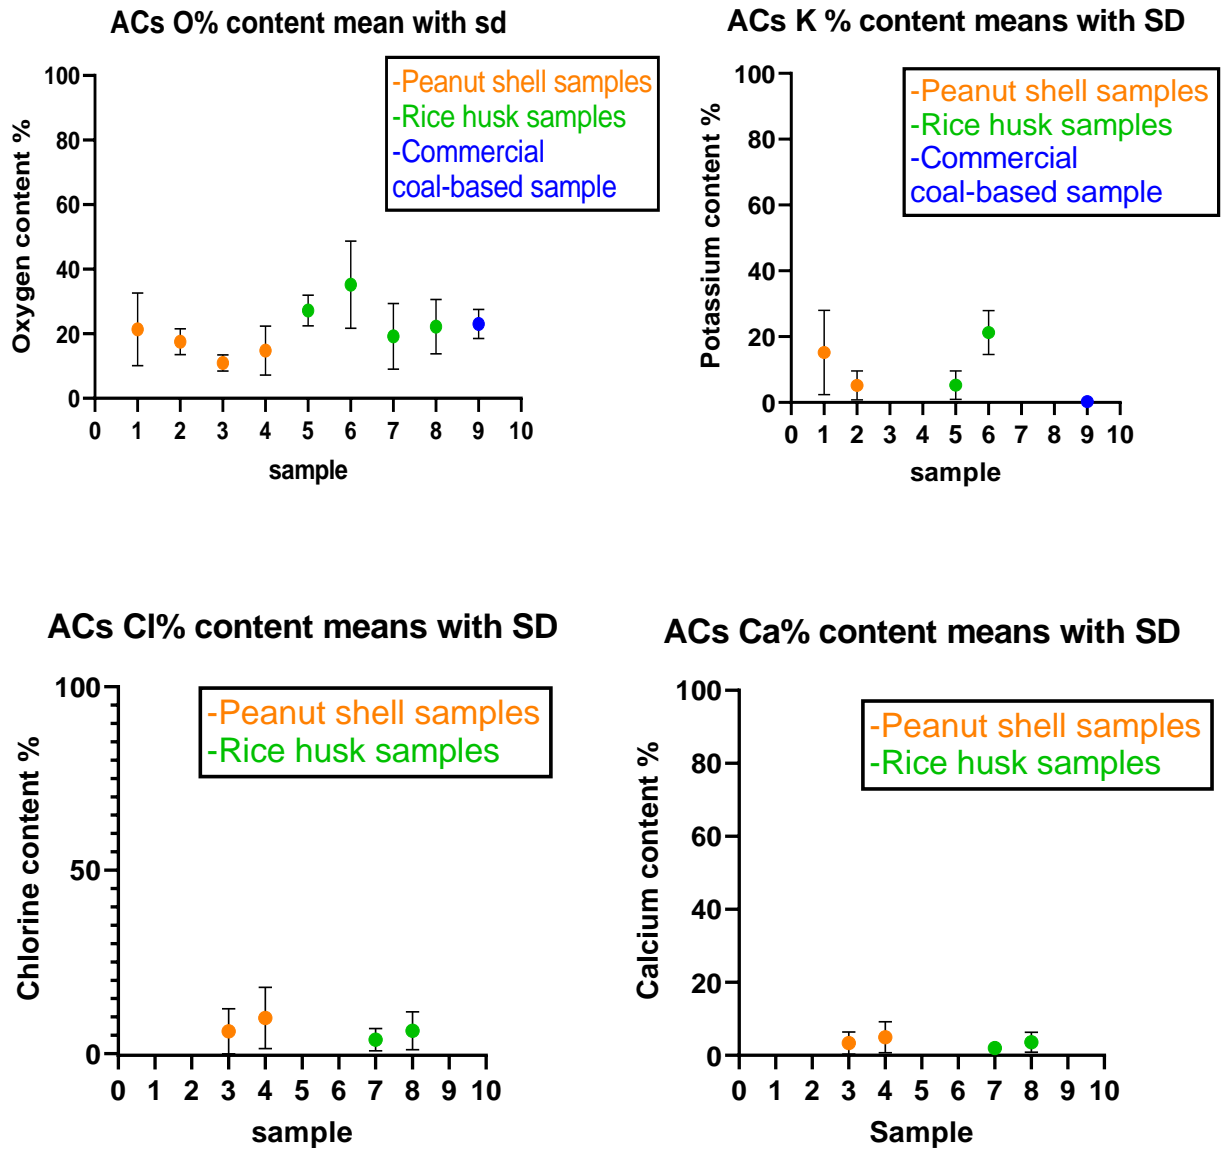 ACs O% content mean with sd
-Peanut shell samples
-Rice husk samples
-Commercial
coal-based sample
Oxygen content %
100
80
60
40
20
0
0 1 2 3 4 5 6 7 8 9 10
sample
ACs K % content means with SD
-Peanut shell samples
-Rice husk samples
-Commercial
coal-based sample
Potassium content %
100
80
60
40
20
0
0 1 2 3 4 5 6 7 8 9 10
sample
ACs Cl% content means with SD
-Peanut shell samples
-Rice husk samples
Chlorine content %
100
50
0
0 1 2 3 4 5 6 7 8 9 10
sample
ACs Ca% content means with SD
-Peanut shell samples
-Rice husk samples
Calcium content %
100
80
60
40
20
0
0 1 2 3 4 5 6 7 8 9 10
Sample